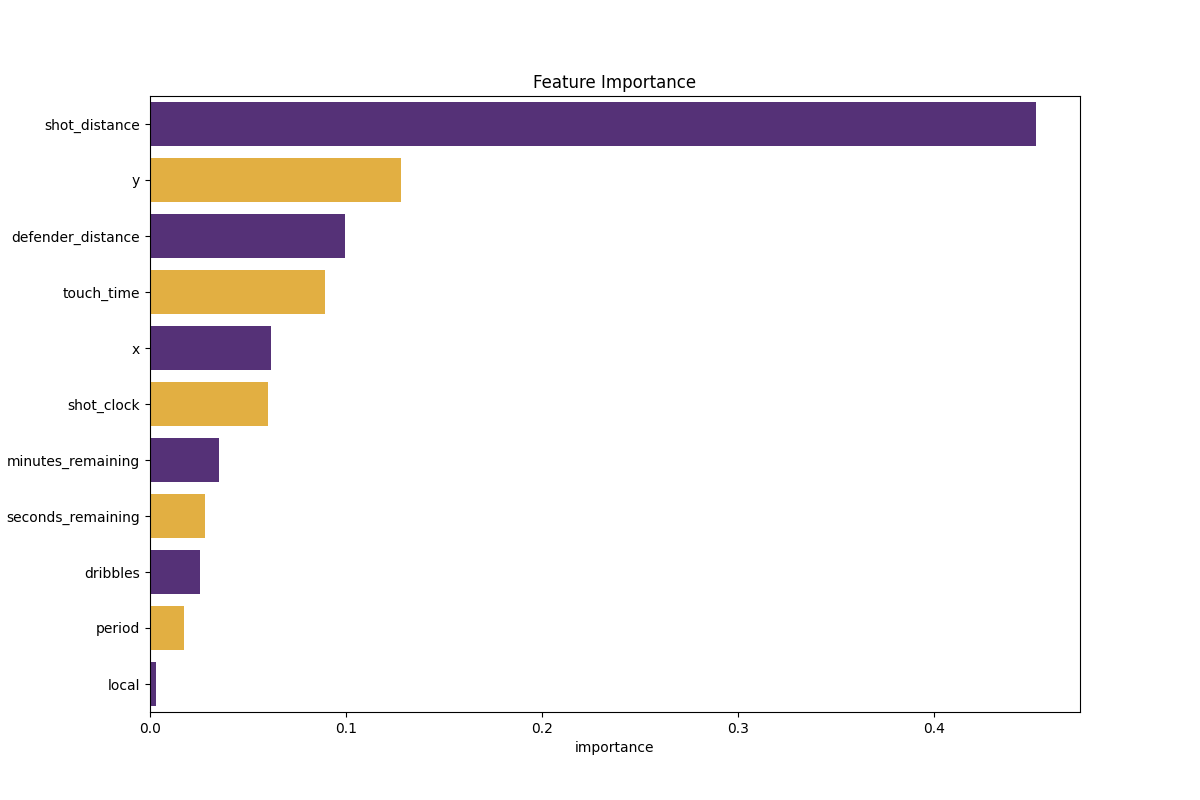 Feature Importance
shot_distance
y
defender_distance
touch_time
x
shot_clock
minutes_remaining
seconds_remaining
dribbles
period
local
0.0 0.1 0.2 0.3 0.4
importance